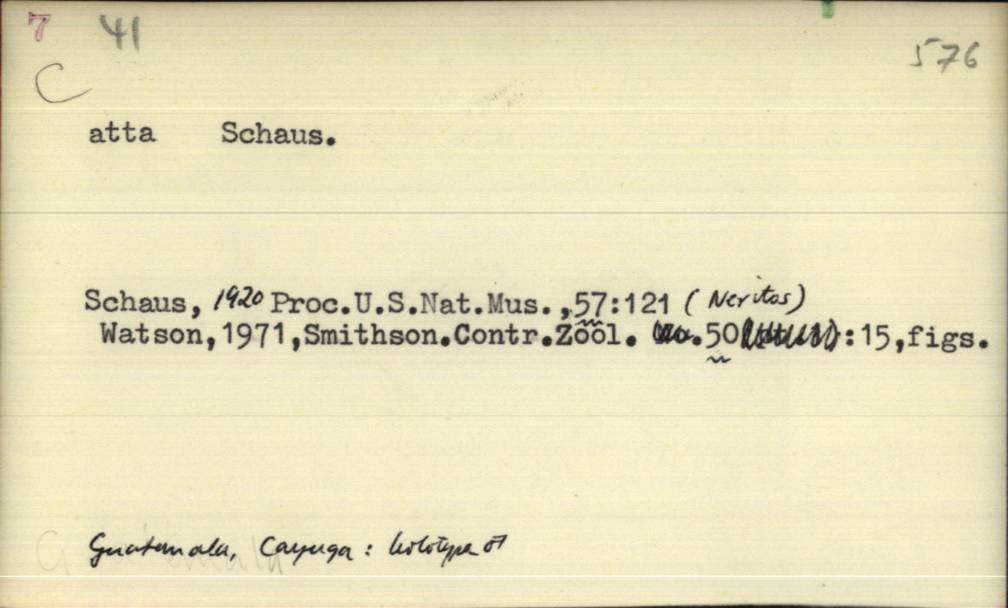 7 41
576
C
atta Schaus.
Schaus, 1920 Proc.U.S.Nat.Mus.,57:121 (Neritos)
Watson,1971,Smithson.Contr.Zool. 50:15,figs.
Guatemala, Cayuga: holotype ♂